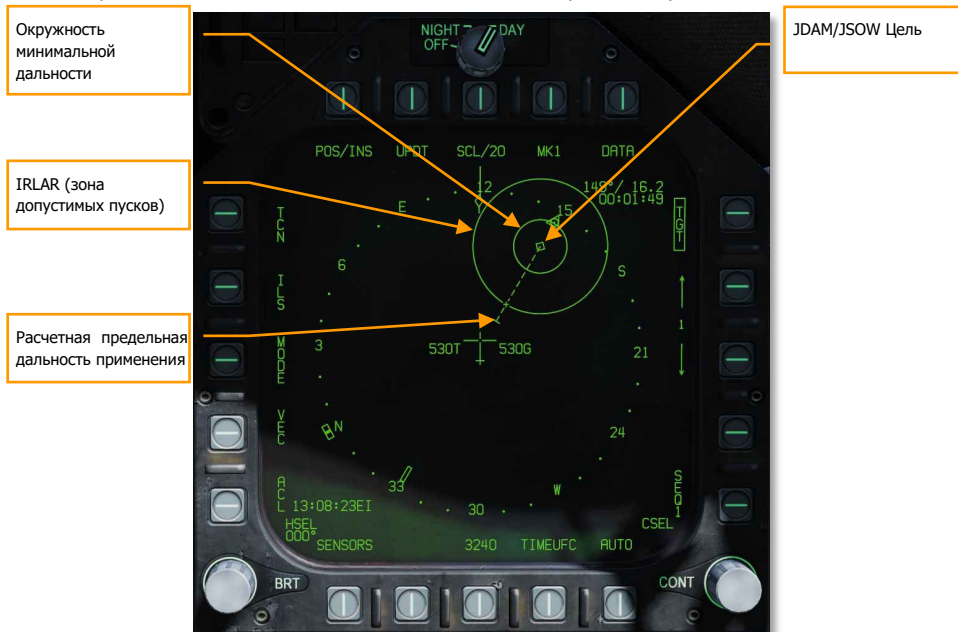 Окружность
минимальной
дальности
JDAM/JSOW Цель
NIGHT DAY
OFF
POS/INS UPDT SCL/20 MK1 DATA
12 148°/ 16.2
00:01:49
IRLAR (зона
допустимых пусков)
TCN
E
15
TGT
6
S
ILS
1
Расчетная предельная
дальность применения
MODE
3
530T 530G
21
VEC
N
24
ACL
33
W
SEQ1
13:08:23EI
30
HSEL
000°
CSEL
SENSORS 3240 TIMEUFC AUTO
BRT CONT